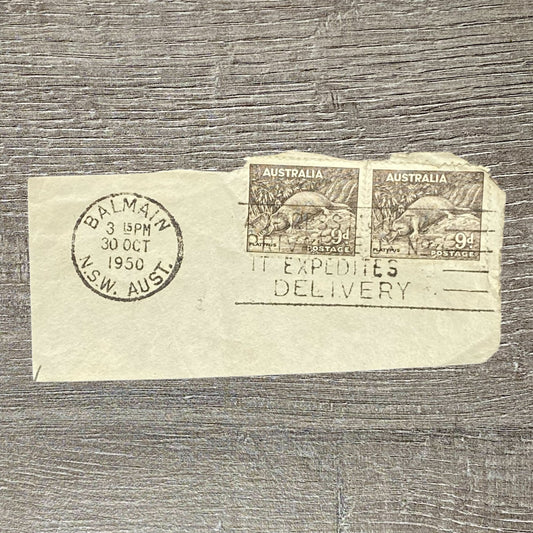 BALMAIN
3 15PM
30 OCT
1950
N.S.W. AUST.
AUSTRALIA
9d
PLATYPUS
POSTAGE
AUSTRALIA
9d
PLATYPUS
POSTAGE
IT EXPEDITES
DELIVERY